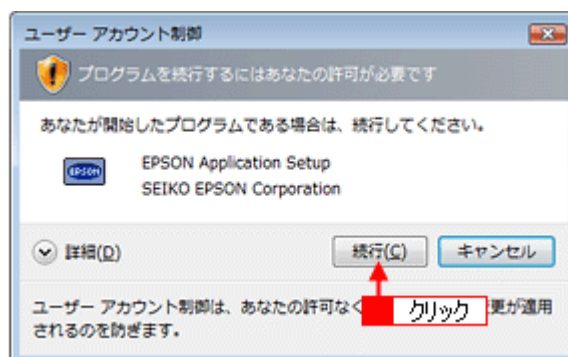 ユーザー アカウント制御
プログラムを続行するにはあなたの許可が必要です
あなたが開始したプログラムである場合は、続行してください。
EPSON
EPSON Application Setup
SEIKO EPSON Corporation
詳細(D)
続行(C)
キャンセル
クリック
ユーザー アカウント制御は、あなたの許可なく 更が適用
されるのを防ぎます。